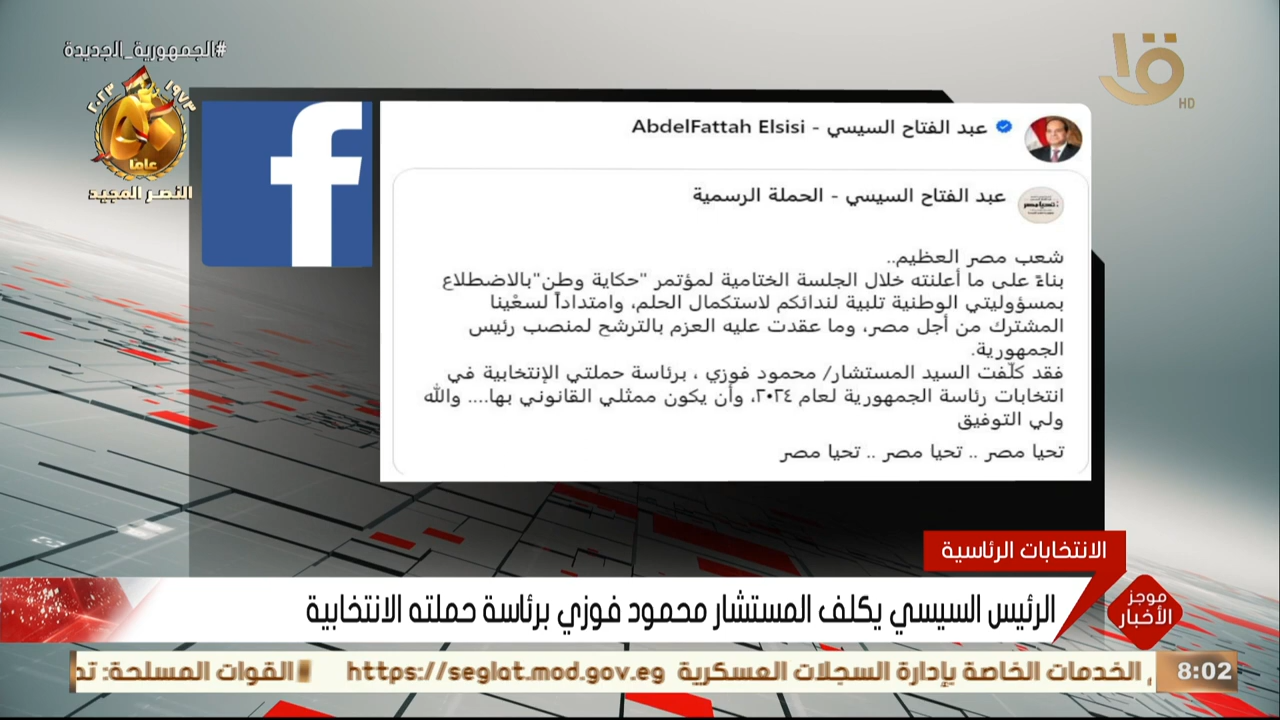 #الجمهورية_الجديدة
١٩٧٣
٢٠٢٣
٥٠
عاما
النصر المجيد
HD
عبد الفتاح السيسي - AbdelFattah Elsisi
عبد الفتاح السيسي - الحملة الرسمية
تحيا مصر
شعب مصر العظيم..
بناءً على ما أعلنته خلال الجلسة الختامية لمؤتمر "حكاية وطن"بالاضطلاع
بمسؤوليتي الوطنية تلبية لندائكم لاستكمال الحلم، وامتداداً لسعْينا
المشترك من أجل مصر، وما عقدت عليه العزم بالترشح لمنصب رئيس
الجمهورية.
فقد كلّفت السيد المستشار/ محمود فوزي ، برئاسة حملتي الإنتخابية في
انتخابات رئاسة الجمهورية لعام ٢٠٢٤، وأن يكون ممثلي القانوني بها.... والله
ولي التوفيق
تحيا مصر .. تحيا مصر .. تحيا مصر
الانتخابات الرئاسية
موجز
الأخبار
الرئيس السيسي يكلف المستشار محمود فوزي برئاسة حملته الانتخابية
8:02 الخدمات الخاصة بإدارة السجلات العسكرية https://seglat.mod.gov.eg القوات المسلحة: